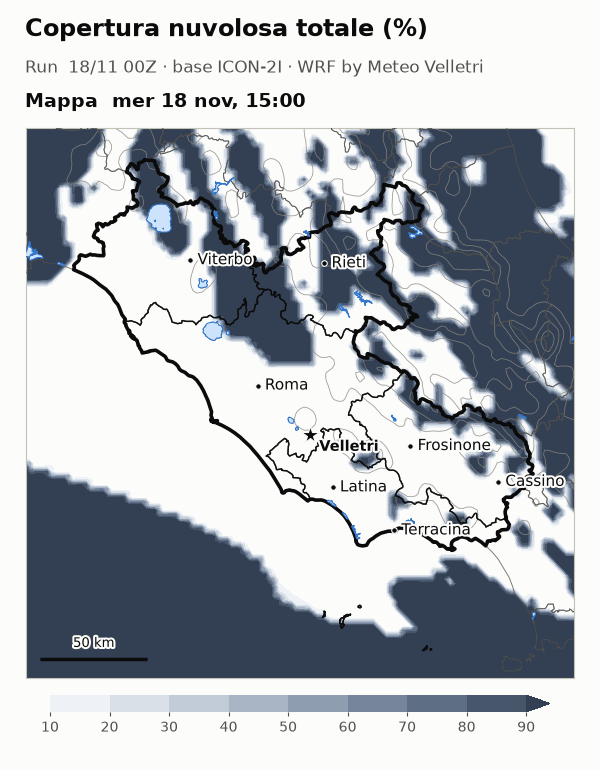 Copertura nuvolosa totale (%)
Run 18/11 00Z · base ICON-2I · WRF by Meteo Velletri
Mappa mer 18 nov, 15:00
Viterbo
Rieti
Roma
Velletri
Frosinone
Latina
Cassino
Terracina
50 km
10 20 30 40 50 60 70 80 90